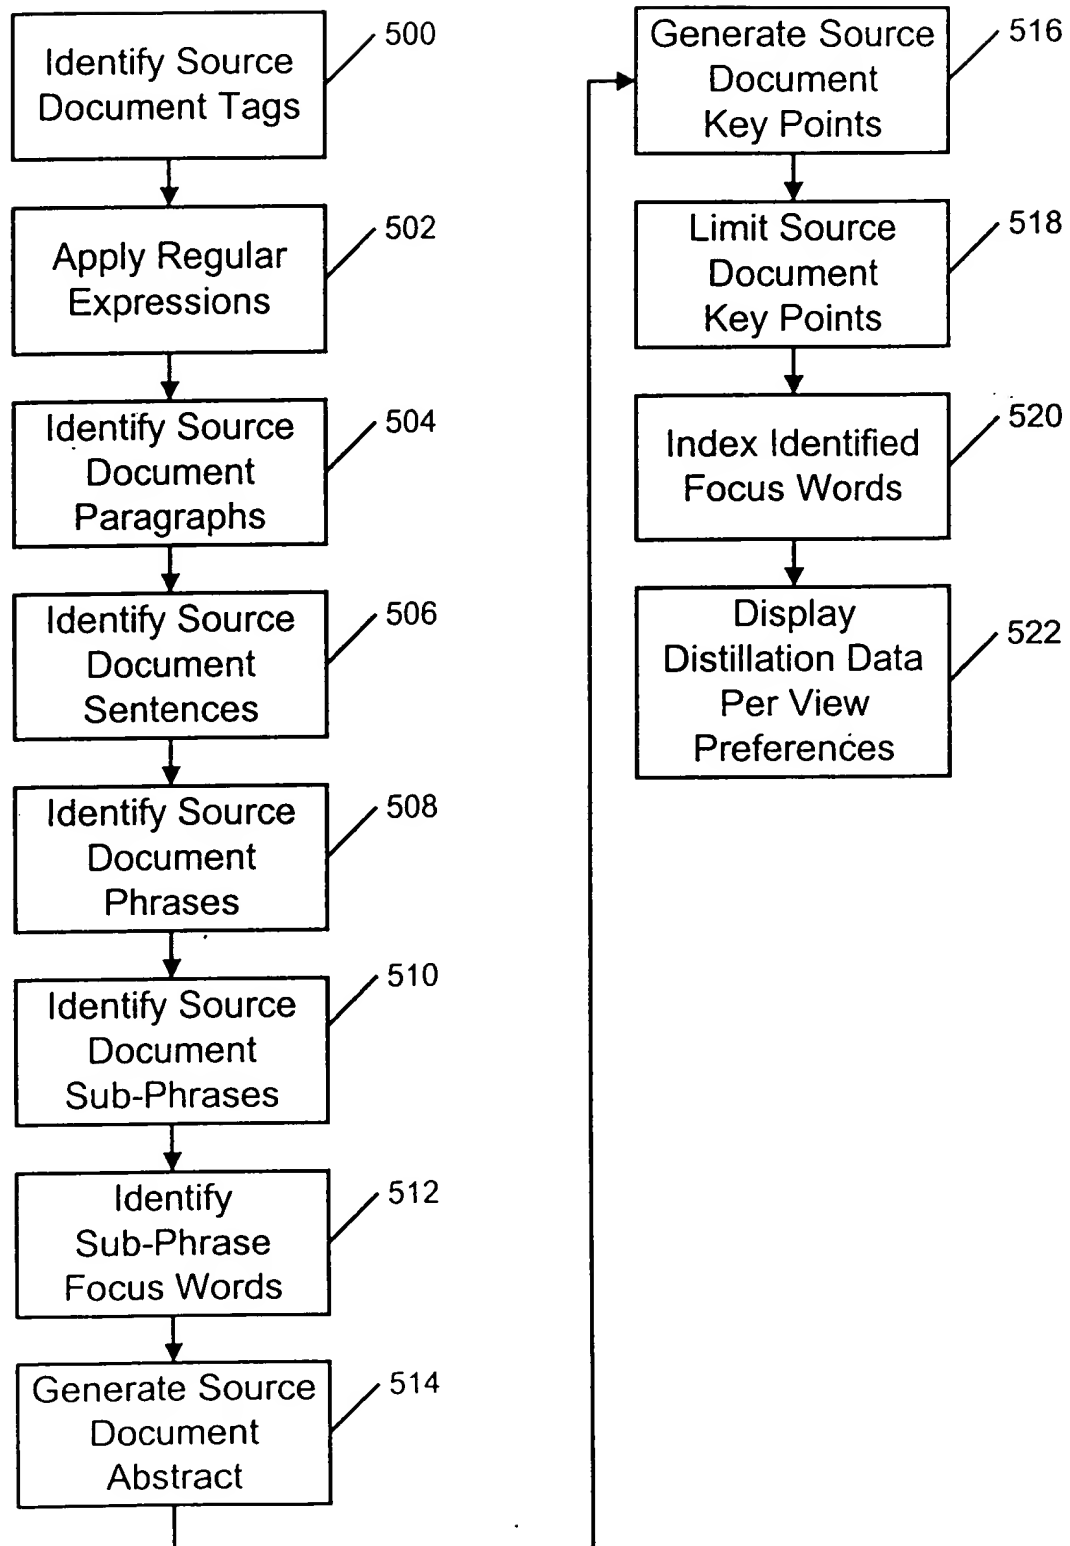 Identify Source
Document Tags
500
Apply Regular
Expressions
502
Identify Source
Document
Paragraphs
504
Identify Source
Document
Sentences
506
Identify Source
Document
Phrases
508
Identify Source
Document
Sub-Phrases
510
Identify
Sub-Phrase
Focus Words
512
Generate Source
Document
Abstract
514
Generate Source
Document
Key Points
516
Limit Source
Document
Key Points
518
Index Identified
Focus Words
520
Display
Distillation Data
Per View
Preferences
522